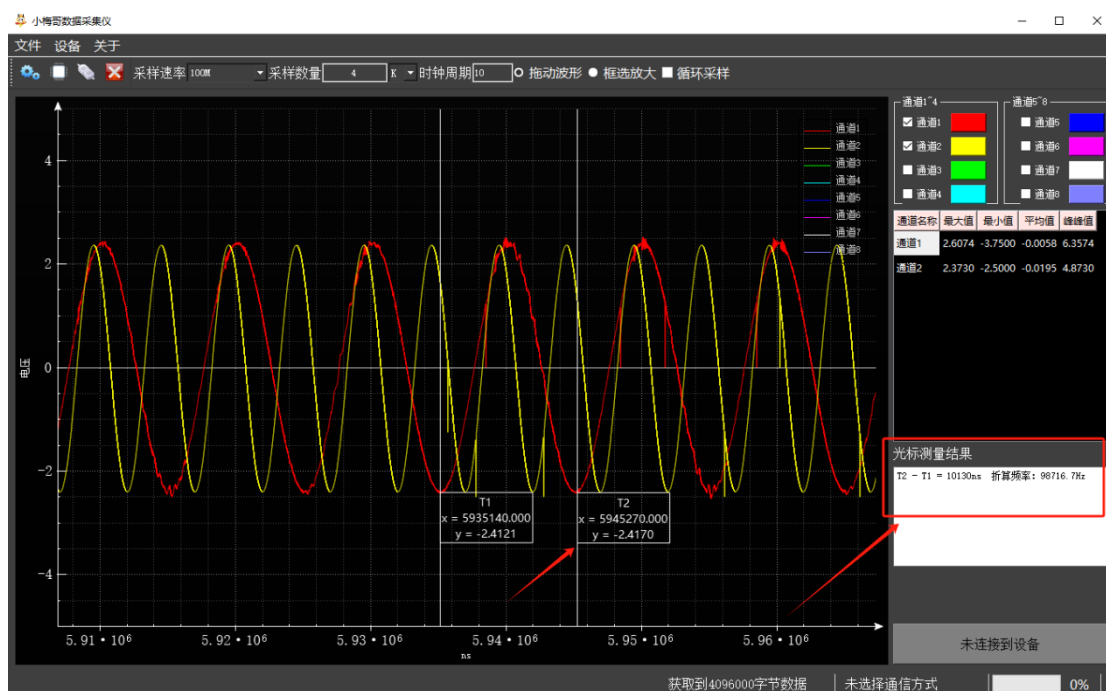 小梅哥数据采集仪
文件 设备 关于
采样速率 100M 采样数量 4 K 时钟周期 10 拖动波形 框选放大 循环采样
通道1
通道2
通道3
通道4
通道5
通道6
通道7
通道8
4
2
0
-2
-4
电压
T1
x = 5935140.000
y = -2.4121
T2
x = 5945270.000
y = -2.4170
5.91·10⁶ 5.92·10⁶ 5.93·10⁶ 5.94·10⁶ 5.95·10⁶ 5.96·10⁶
ns
通道1~4 通道5~8
通道1 通道5
通道2 通道6
通道3 通道7
通道4 通道8
通道名称 最大值 最小值 平均值 峰峰值
通道1 2.6074 -3.7500 -0.0058 6.3574
通道2 2.3730 -2.5000 -0.0195 4.8730
光标测量结果
T2 - T1 = 10130ns 折算频率: 98716.7Hz
未连接到设备
获取到4096000字节数据 未选择通信方式 0%